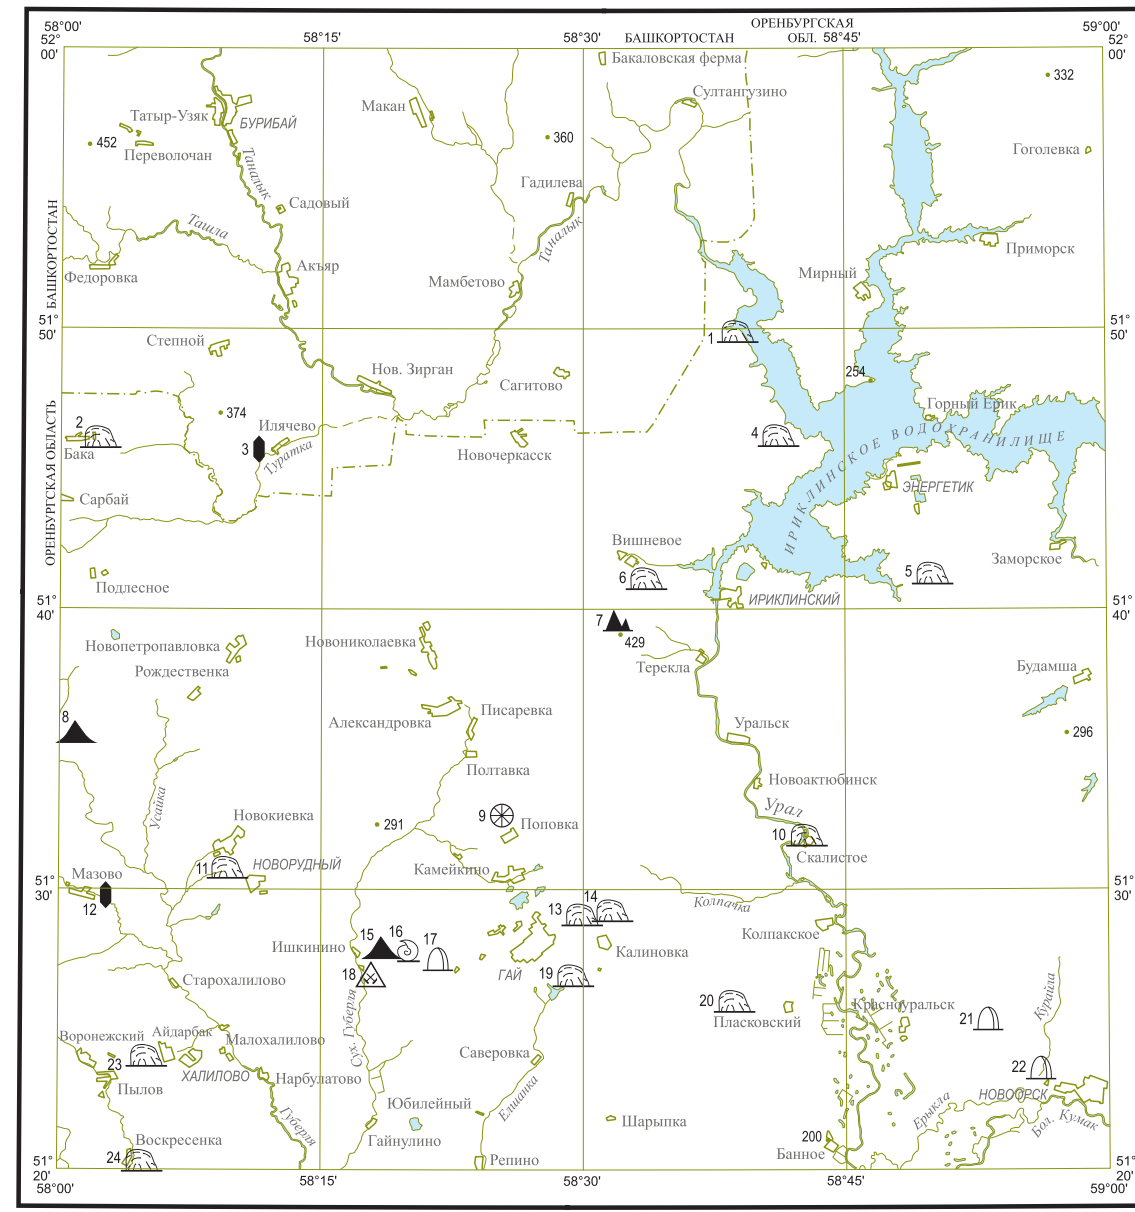 ОРЕНБУРГСКАЯ
58°00'
БАШКОРТОСТАН
ОБЛ.
58°15'
58°30'
58°45'
59°00'
52°
00'
52°
00'
Бакаловская ферма
332
Макан
Султангузино
Татыр-Узяк
БУРИБАЙ
452
Переволочан
360
Гоголевка
Таналык
Гадилева
Садовый
Ташла
Таналык
БАШКОРТОСТАН
Приморск
Федоровка
Акъяр
Мамбетово
Мирный
51°
50'
51°
50'
1
Степной
Нов. Зирган
Сагитово
254
ОРЕНБУРГСКАЯ ОБЛАСТЬ
374
Горный Ерик
2
Илячево
4
Бака
3
Туратка
Новочеркасск
ИРИКЛИНСКОЕ ВОДОХРАНИЛИЩЕ
Сарбай
ЭНЕРГЕТИК
Вишневое
Заморское
6
5
Подлесное
ИРИКЛИНСКИЙ
51°
40'
51°
40'
7
429
Новопетропавловка
Новониколаевка
Терекла
Рождественка
Будамша
8
Писаревка
Александровка
Уральск
296
Полтавка
Новоактюбинск
Усайка
Урал
9
Поповка
Новокиевка
291
10
Скалистое
11
НОВОРУДНЫЙ
Камейкино
Мазово
51°
30'
51°
30'
12
Колпачка
13
14
Колпакское
15
16
17
Ишкинино
Калиновка
18
ГАЙ
19
Старохалилово
Сух. Губерля
Курайла
20
Красноуральск
Пласковский
21
Воронежский
Айдарбак
Малохалилово
23
Саверовка
22
ХАЛИЛОВО
Нарбулатово
Пылов
НОВООРСК
Елшанка
Юбилейный
Ерыкла
Бол. Кумак
Губерля
Шарыпка
Воскресенка
Гайнулино
200
Банное
24
Репино
51°
20'
51°
20'
58°00'
58°15'
58°30'
58°45'
59°00'